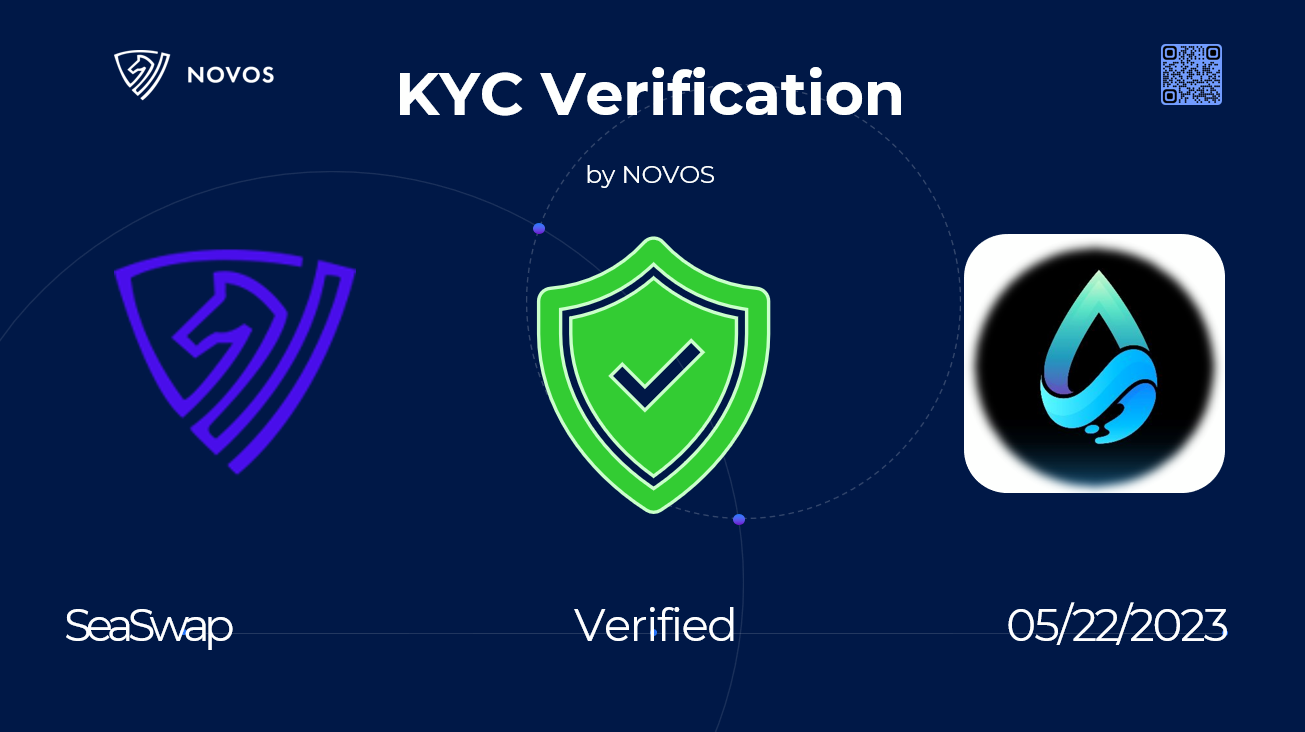 NOVOS
KYC Verification
by NOVOS
SeaSwap
Verified
05/22/2023